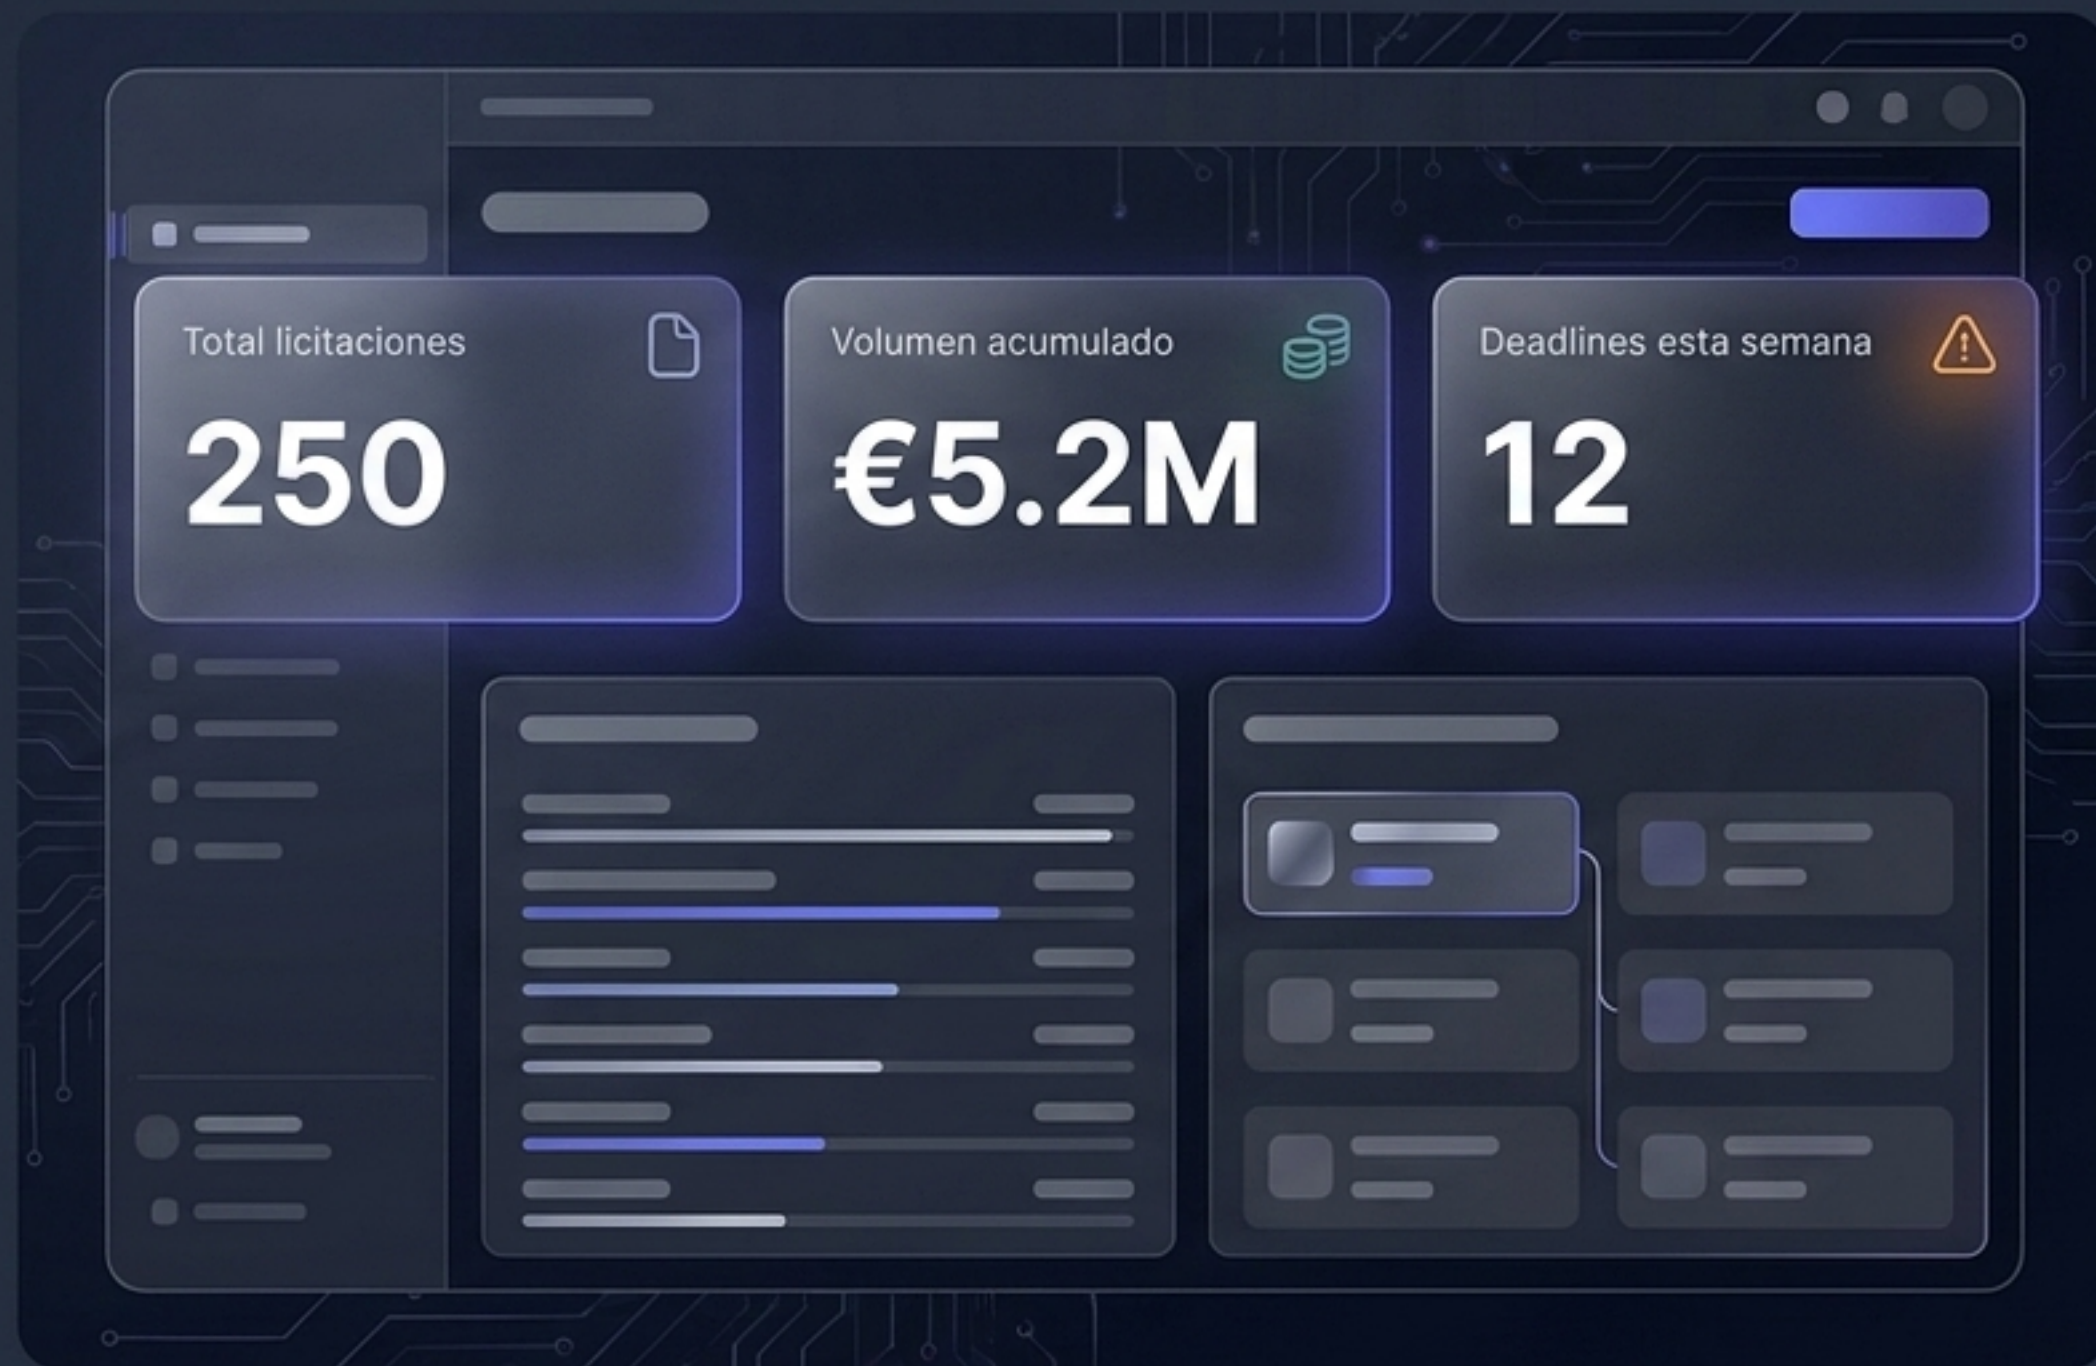 Total licitaciones
250
Volumen acumulado
€5.2M
Deadlines esta semana
12